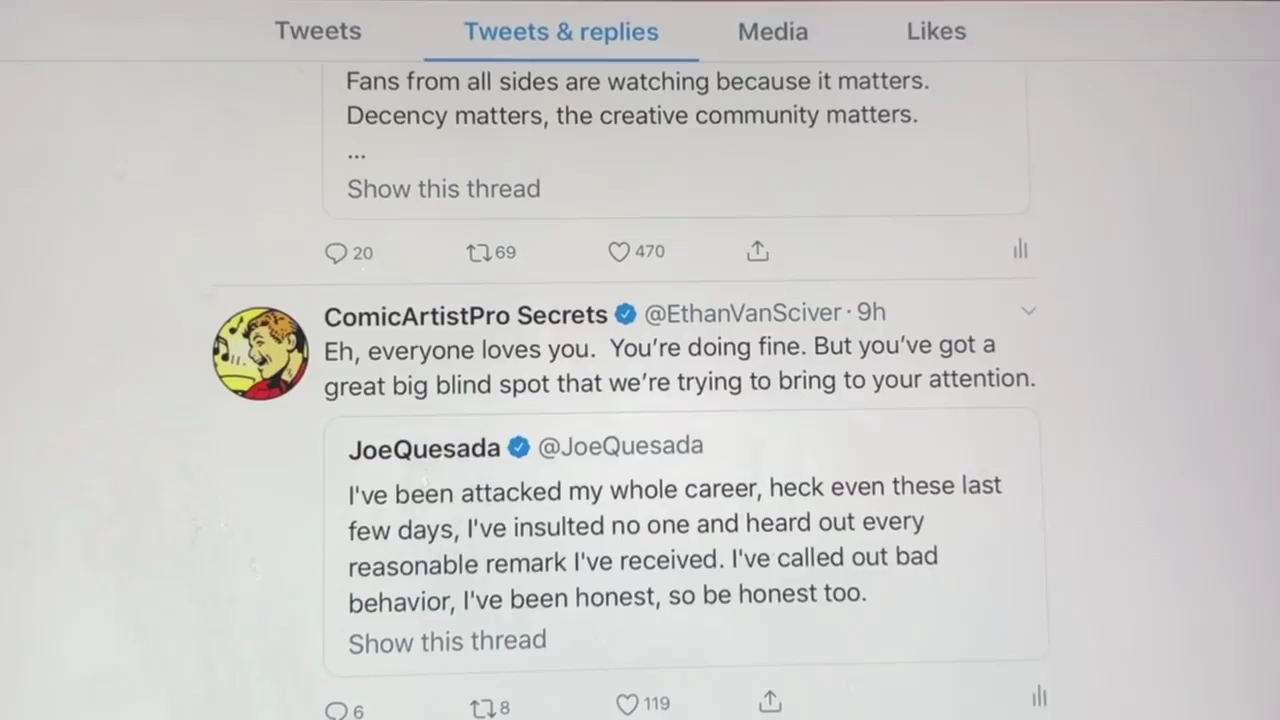 Tweets
Tweets & replies
Media
Likes
Fans from all sides are watching because it matters.
Decency matters, the creative community matters.
...
Show this thread
20
69
470
ComicArtistPro Secrets @EthanVanSciver · 9h
Eh, everyone loves you.  You're doing fine. But you've got a
great big blind spot that we're trying to bring to your attention.
JoeQuesada @JoeQuesada
I've been attacked my whole career, heck even these last
few days, I've insulted no one and heard out every
reasonable remark I've received. I've called out bad
behavior, I've been honest, so be honest too.
Show this thread
6
8
119